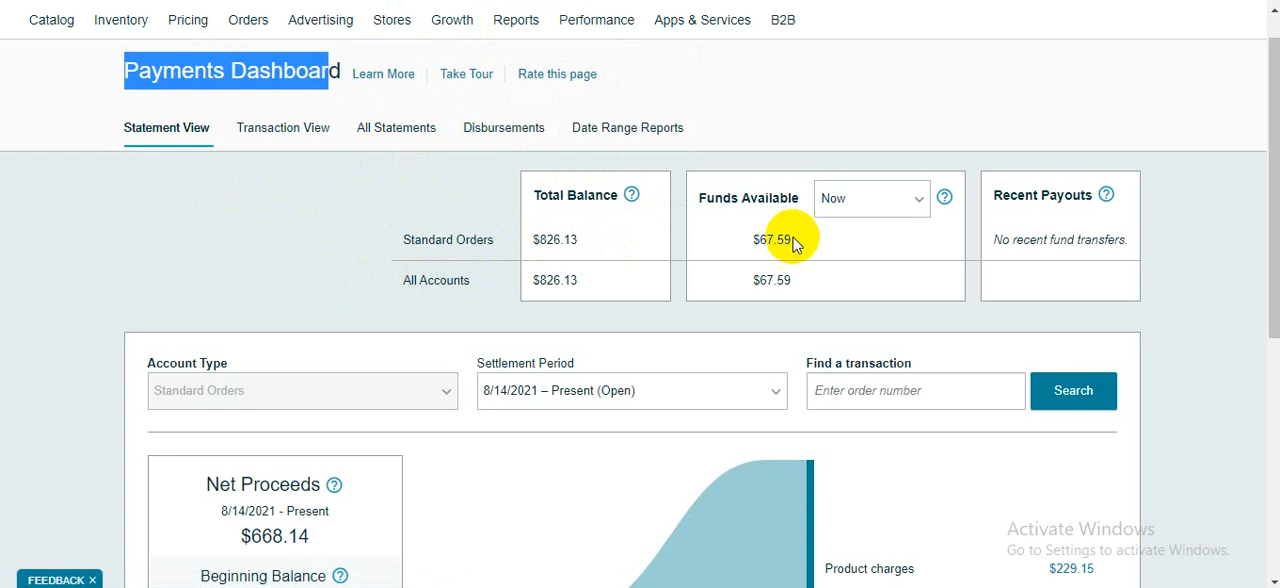 Catalog Inventory Pricing Orders Advertising Stores Growth Reports Performance Apps & Services B2B
Payments Dashboard Learn More Take Tour Rate this page
Statement View Transaction View All Statements Disbursements Date Range Reports
Total Balance ? Funds Available Now ? Recent Payouts ?
Standard Orders $826.13 $67.59 No recent fund transfers.
All Accounts $826.13 $67.59
Account Type Settlement Period Find a transaction
Standard Orders 8/14/2021 – Present (Open) Enter order number Search
Net Proceeds ?
8/14/2021 - Present
$668.14
Activate Windows
Go to Settings to activate Windows.
Product charges $229.15
Beginning Balance ?
FEEDBACK ×